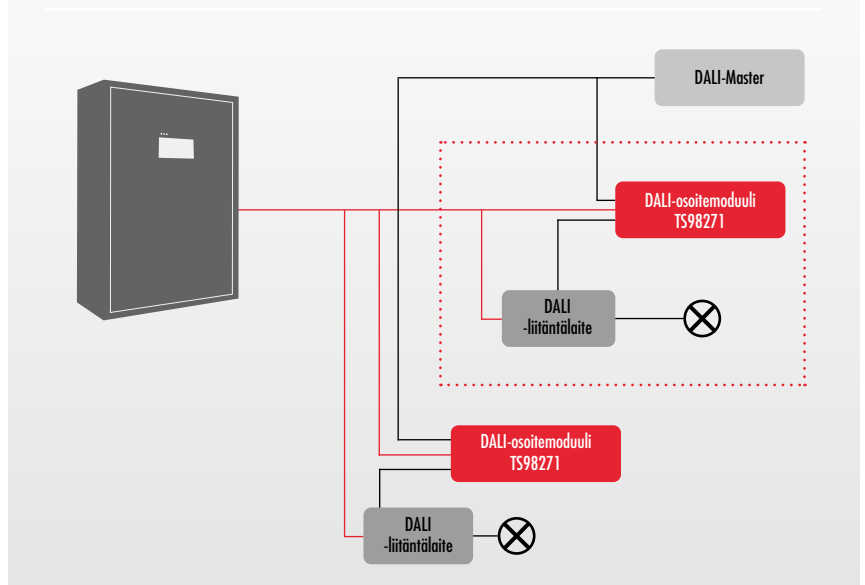 DALI-Master
DALI-osoitemoduuli
TS98271
DALI
-liitäntälaite
DALI-osoitemoduuli
TS98271
DALI
-liitäntälaite